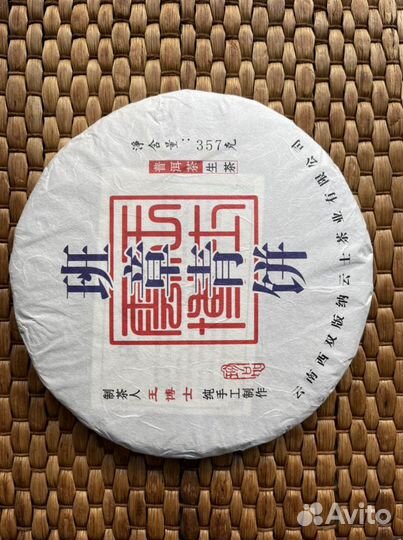 净含量:357克
普洱茶生茶
班章青饼
制茶人 王博士 纯手工制作
云南西双版纳云士茶业有限公司
Avito